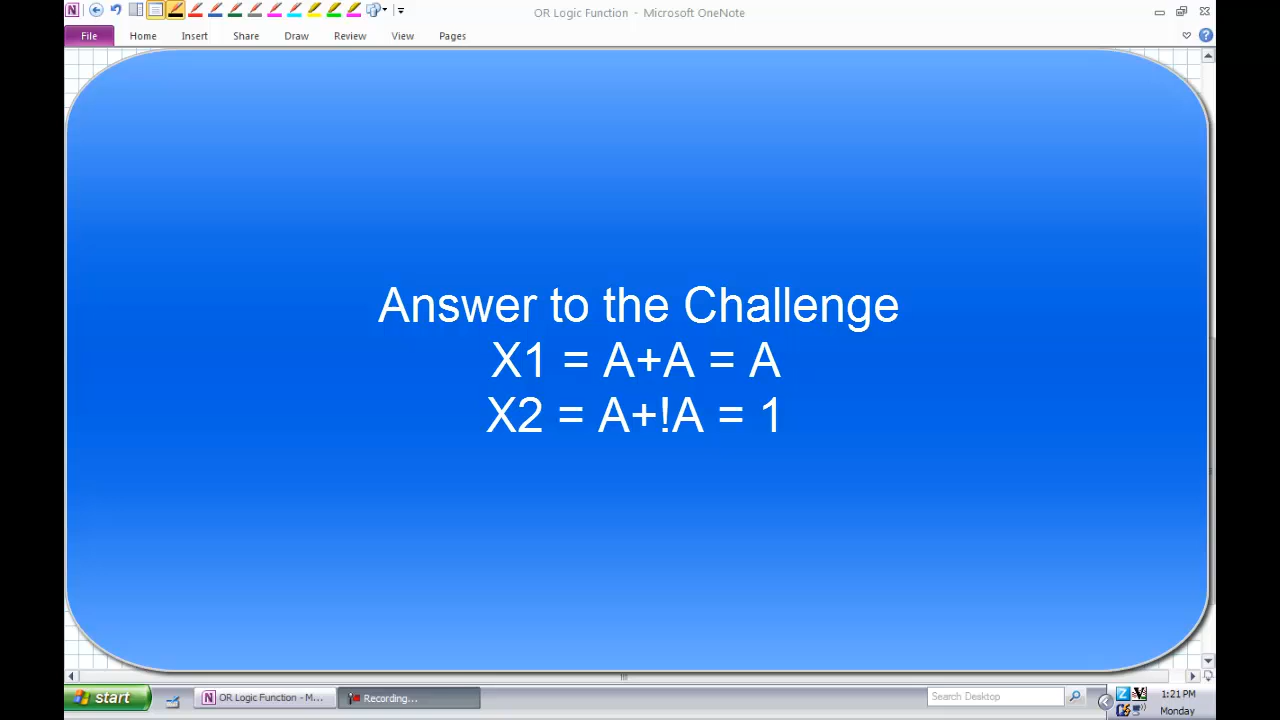 OR Logic Function - Microsoft OneNote
File Home Insert Share Draw Review View Pages
Answer to the Challenge
X1 = A+A = A
X2 = A+!A = 1
start OR Logic Function - M... Recording... Search Desktop 1:21 PM
Monday